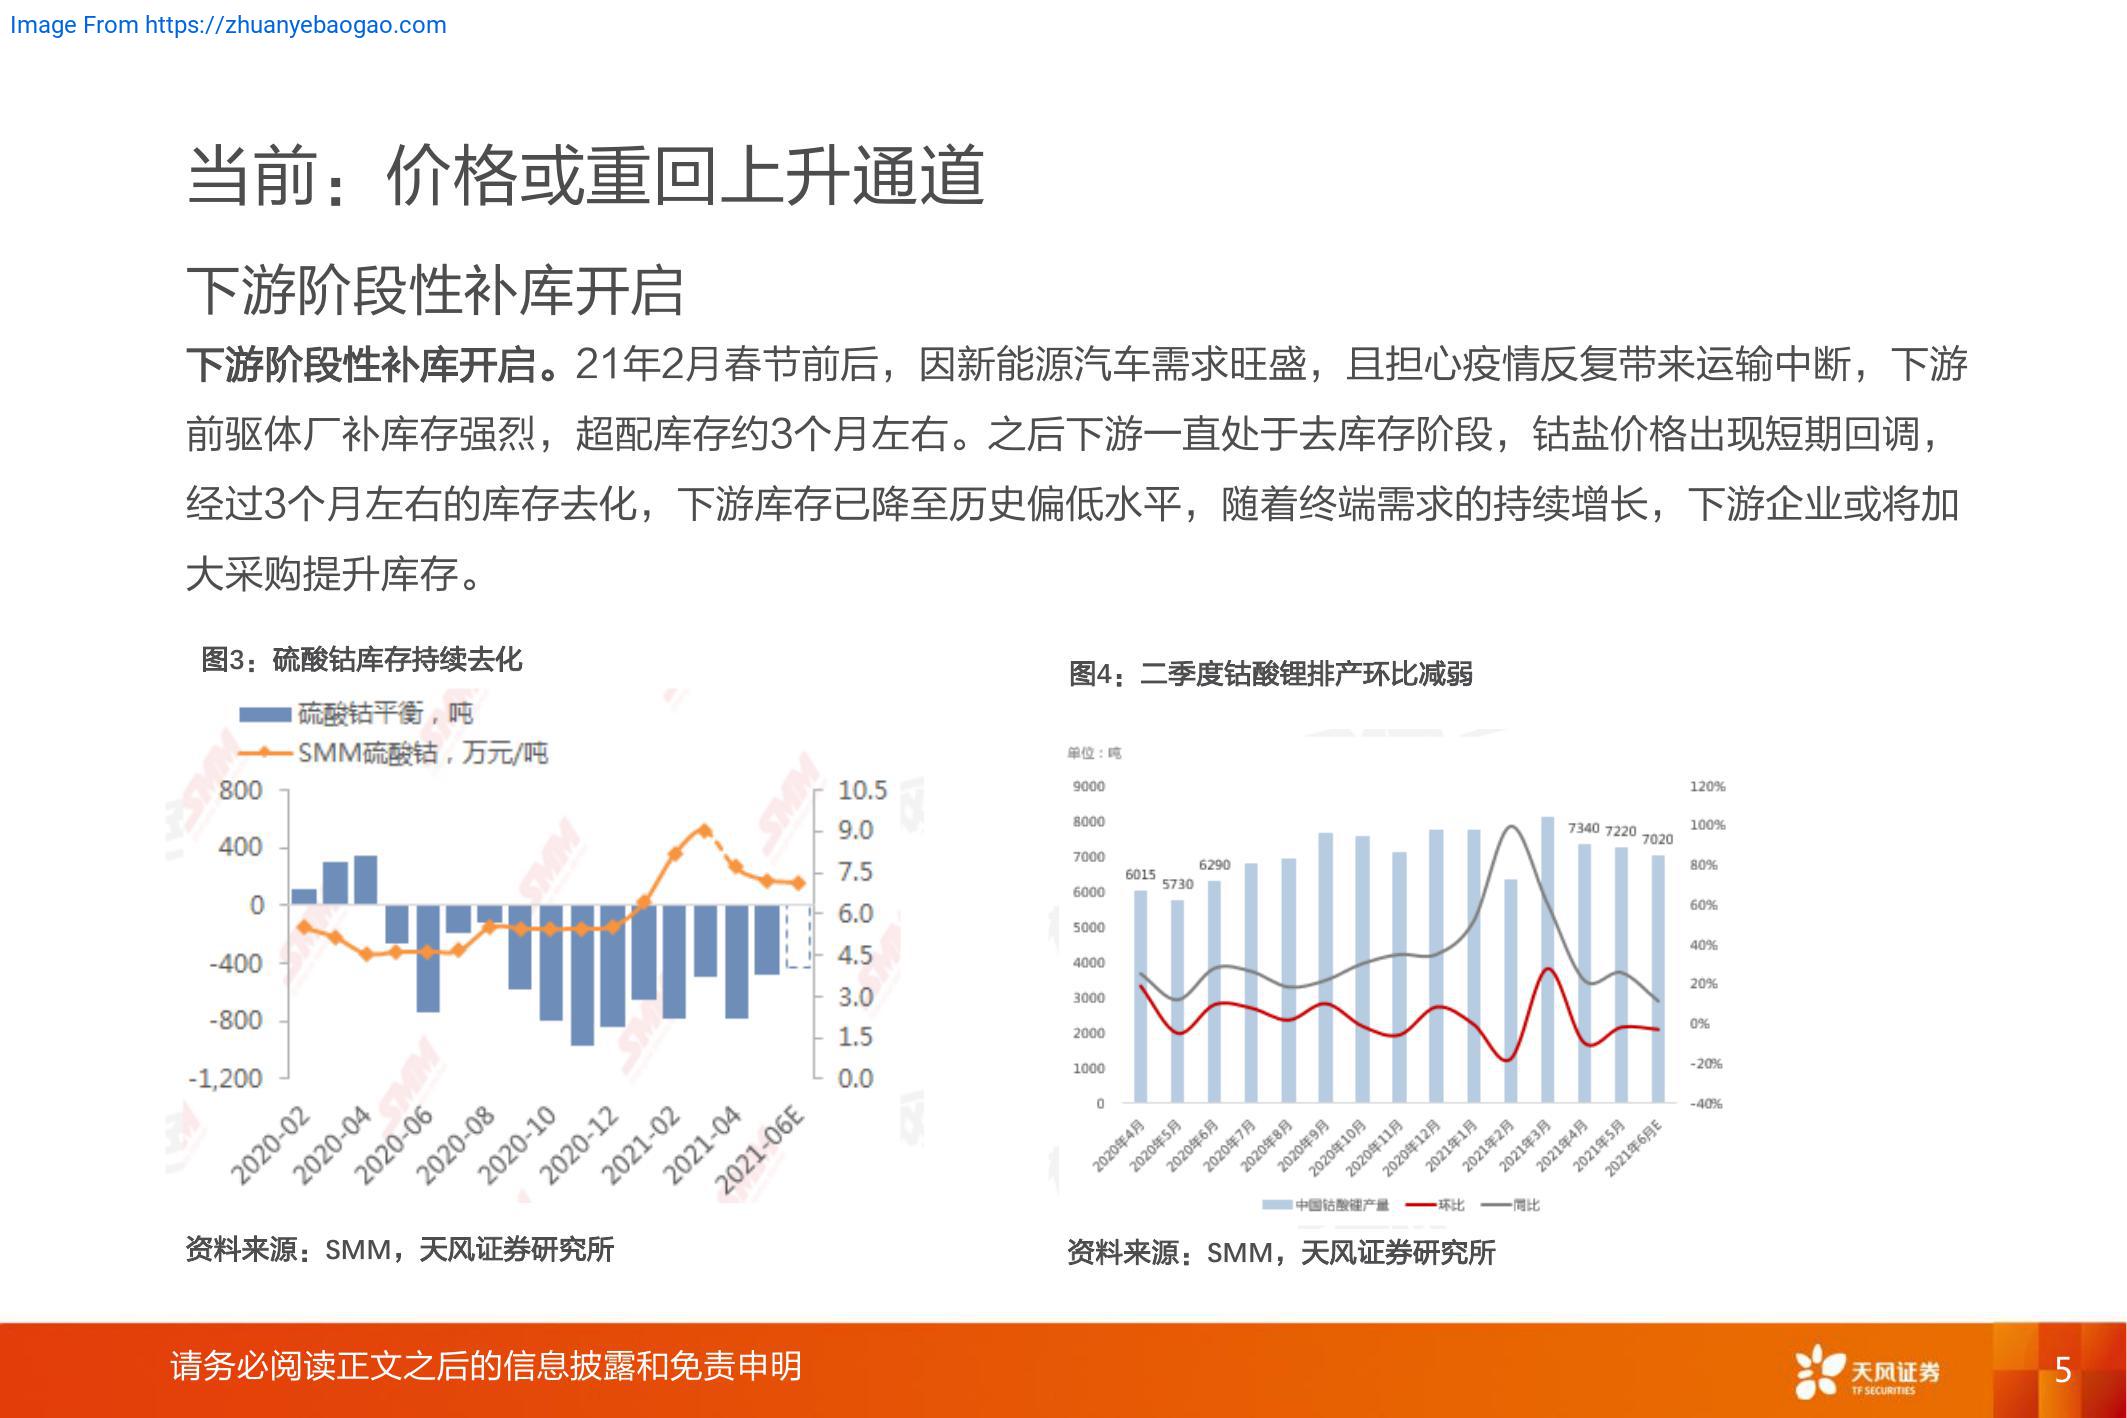 Image From https://zhuanyebaogao.com
当前：价格或重回上升通道
下游阶段性补库开启
下游阶段性补库开启。21年2月春节前后，因新能源汽车需求旺盛，且担心疫情反复带来运输中断，下游
前驱体厂补库存强烈，超配库存约3个月左右。之后下游一直处于去库存阶段，钴盐价格出现短期回调，
经过3个月左右的库存去化，下游库存已降至历史偏低水平，随着终端需求的持续增长，下游企业或将加
大采购提升库存。
图3：硫酸钴库存持续去化
硫酸钴平衡，吨
SMM硫酸钴，万元/吨
800
400
0
-400
-800
-1,200
10.5
9.0
7.5
6.0
4.5
3.0
1.5
0.0
2020-02
2020-04
2020-06
2020-08
2020-10
2020-12
2021-02
2021-04
2021-06E
SMM
资料来源：SMM，天风证券研究所
图4：二季度钴酸锂排产环比减弱
单位：吨
9000
8000
7000
6000
5000
4000
3000
2000
1000
0
6015
5730
6290
7340
7220
7020
120%
100%
80%
60%
40%
20%
0%
-20%
-40%
2020年4月
2020年5月
2020年6月
2020年7月
2020年8月
2020年9月
2020年10月
2020年11月
2020年12月
2021年1月
2021年2月
2021年3月
2021年4月
2021年5月
2021年6月E
中国钴酸锂产量 环比 同比
资料来源：SMM，天风证券研究所
请务必阅读正文之后的信息披露和免责申明
天风证券
TF SECURITIES
5